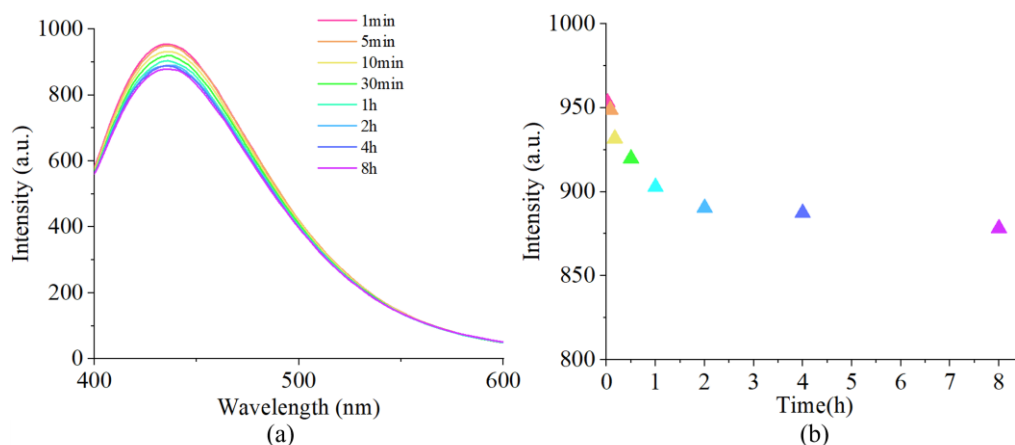 1000
800
600
400
200
0
Intensity (a.u.)
400
500
600
Wavelength (nm)
1min
5min
10min
30min
1h
2h
4h
8h
(a)
1000
950
900
850
800
Intensity (a.u.)
0 1 2 3 4 5 6 7 8
Time(h)
(b)